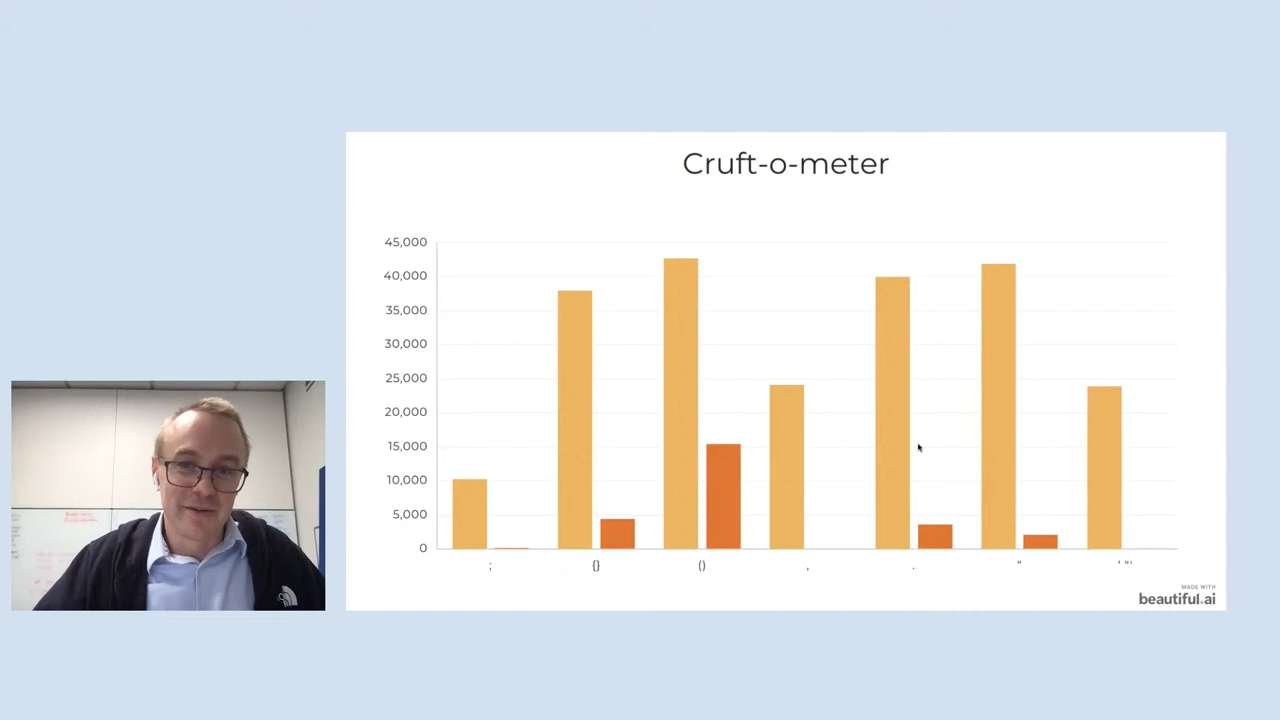 Cruft-o-meter
45,000
40,000
35,000
30,000
25,000
20,000
15,000
10,000
5,000
0
; {} () , . "
MADE WITH
beautiful.ai